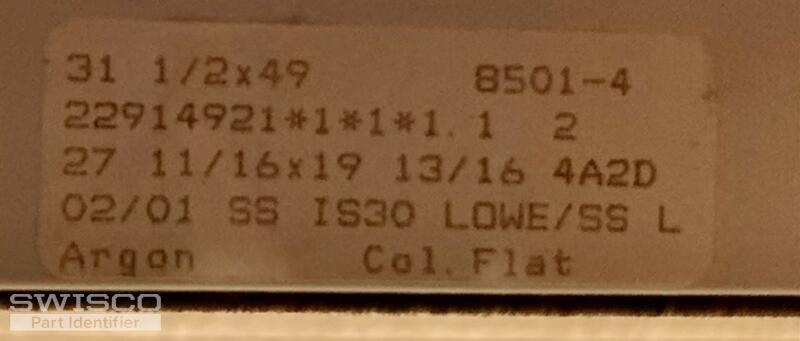 31 1/2x49 8501-4
22914921*1*1*1. 1 2
27 11/16x19 13/16 4A2D
02/01 SS IS30 LOWE/SS L
Argon Col. Flat
SWISCO
Part Identifier